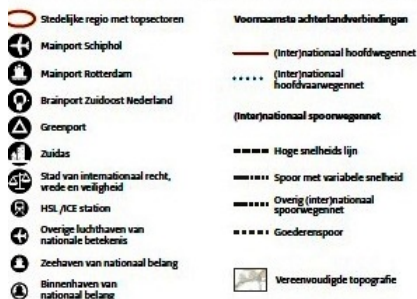 Stedelijke regio met topsectoren
Mainport Schiphol
Mainport Rotterdam
Brainport Zuidoost Nederland
Greenport
Zuidas
Stad van internationaal recht,
vrede en veiligheid
HSL /ICE station
Overige luchthaven van
nationale betekenis
Zeehaven van nationaal belang
Binnenhaven van
nationaal belang
Voornaamste achterlandverbindingen
(Inter)nationaal hoofdwegennet
(Inter)nationaal
hoofdvaarwegennet
(Inter)nationaal spoorwegennet
Hoge snelheids lijn
Spoor met variabele snelheid
Overig (inter)nationaal
spoorwegennet
Goederenspoor
Vereenvoudigde topografie